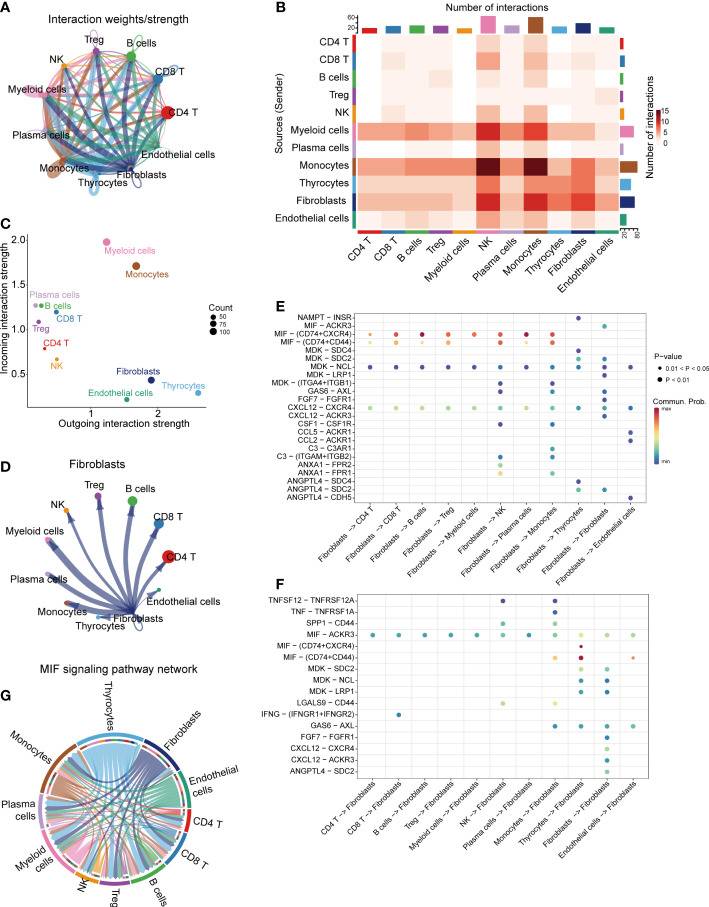 A
Interaction weights/strength
Treg
B cells
NK
CD8 T
Myeloid cells
CD4 T
Plasma cells
Endothelial cells
Monocytes
Fibroblasts
Thyrocytes
B
Number of interactions
60
20
CD4 T
CD8 T
B cells
Treg
NK
Myeloid cells
Plasma cells
Monocytes
Thyrocytes
Fibroblasts
Endothelial cells
Sources (Sender)
CD4 T
CD8 T
B cells
Treg
Myeloid cells
NK
Plasma cells
Monocytes
Thyrocytes
Fibroblasts
Endothelial cells
20
80
Number of interactions
15
10
5
0
C
2.0
1.5
1.0
0.5
Incoming interaction strength
Myeloid cells
Monocytes
Plasma cells
B cells
CD8 T
Treg
CD4 T
NK
Fibroblasts
Thyrocytes
Endothelial cells
Count
50
75
100
1
2
Outgoing interaction strength
D
Fibroblasts
Treg
B cells
NK
CD8 T
Myeloid cells
CD4 T
Plasma cells
Endothelial cells
Monocytes
Fibroblasts
Thyrocytes
E
NAMPT − INSR
MIF − ACKR3
MIF − (CD74+CXCR4)
MIF − (CD74+CD44)
MDK − SDC4
MDK − SDC2
MDK − NCL
MDK − LRP1
MDK − (ITGA4+ITGB1)
GAS6 − AXL
FGF7 − FGFR1
CXCL12 − CXCR4
CXCL12 − ACKR3
CSF1 − CSF1R
CCL5 − ACKR1
CCL2 − ACKR1
C3 − C3AR1
C3 − (ITGAM+ITGB2)
ANXA1 − FPR2
ANXA1 − FPR1
ANGPTL4 − SDC4
ANGPTL4 − SDC2
ANGPTL4 − CDH5
Fibroblasts −> CD4 T
Fibroblasts −> CD8 T
Fibroblasts −> B cells
Fibroblasts −> Treg
Fibroblasts −> Myeloid cells
Fibroblasts −> NK
Fibroblasts −> Plasma cells
Fibroblasts −> Monocytes
Fibroblasts −> Thyrocytes
Fibroblasts −> Fibroblasts
Fibroblasts −> Endothelial cells
P−value
0.01 < P < 0.05
P < 0.01
Commun. Prob.
max
min
F
TNFSF12 − TNFRSF12A
TNF − TNFRSF1A
SPP1 − CD44
MIF − ACKR3
MIF − (CD74+CXCR4)
MIF − (CD74+CD44)
MDK − SDC2
MDK − NCL
MDK − LRP1
LGALS9 − CD44
IFNG − (IFNGR1+IFNGR2)
GAS6 − AXL
FGF7 − FGFR1
CXCL12 − CXCR4
CXCL12 − ACKR3
ANGPTL4 − SDC2
CD4 T −> Fibroblasts
CD8 T −> Fibroblasts
B cells −> Fibroblasts
Treg −> Fibroblasts
Myeloid cells −> Fibroblasts
NK −> Fibroblasts
Plasma cells −> Fibroblasts
Monocytes −> Fibroblasts
Thyrocytes −> Fibroblasts
Fibroblasts −> Fibroblasts
Endothelial cells −> Fibroblasts
MIF signaling pathway network
G
Thyrocytes
Fibroblasts
Monocytes
Endothelial
cells
Plasma
cells
CD4 T
Myeloid
cells
CD8 T
NK
Treg
B cells